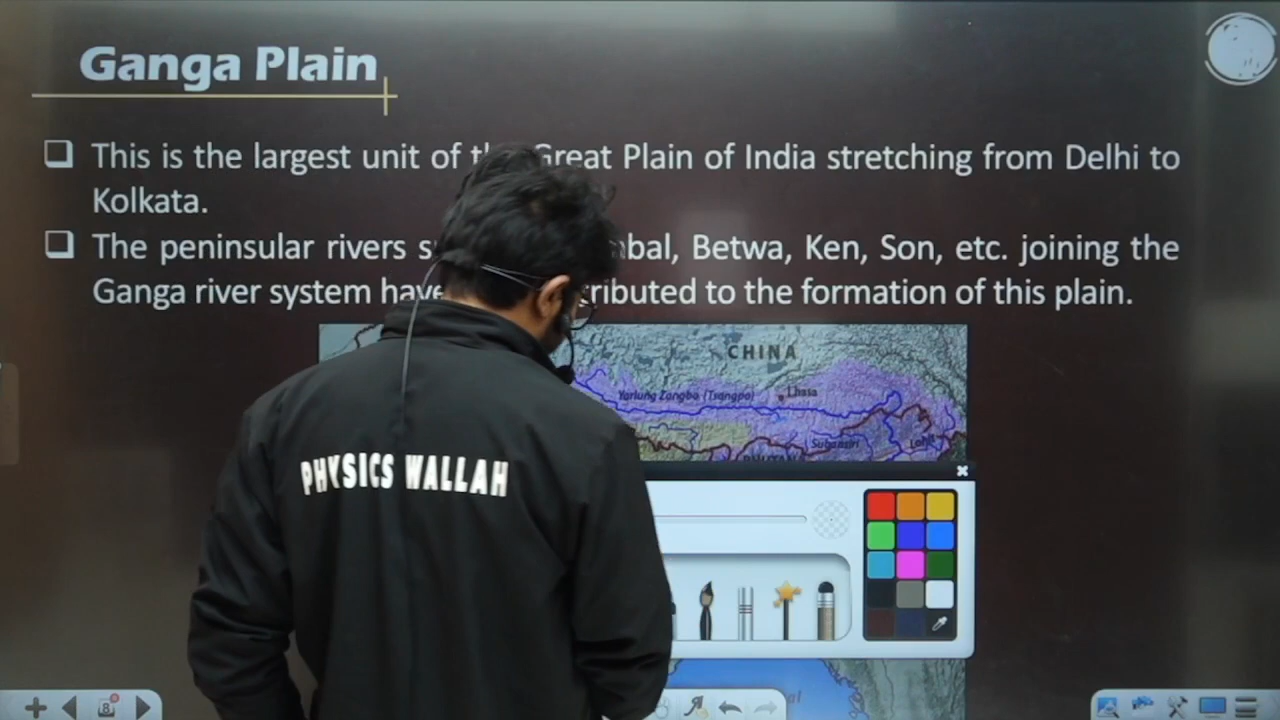 Ganga Plain
This is the largest unit of Great Plain of India stretching from Delhi to
Kolkata.
The peninsular rivers Betwa, Ken, Son, etc. joining the
Ganga river system have to the formation of this plain.
CHINA
Yarlung Zangbo (Tsangpo) Lhasa
Subansiri Lohit
PHYSICS WALLAH
8